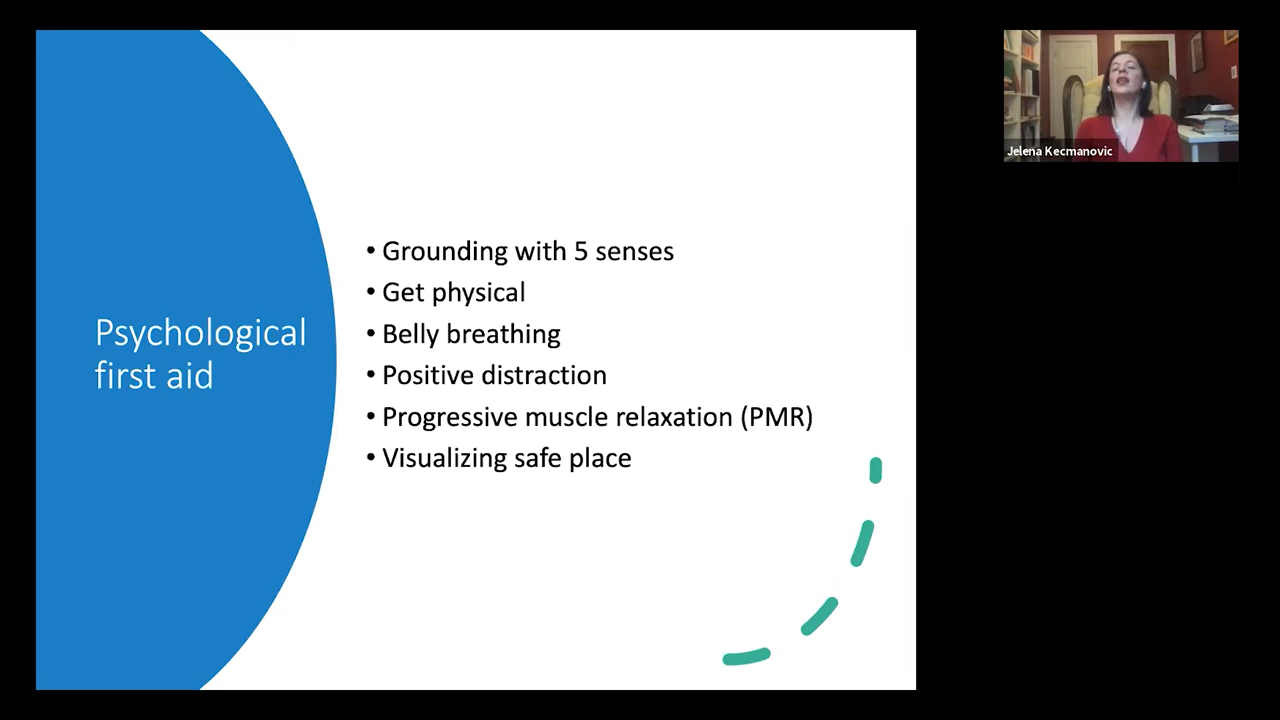 Psychological
first aid
• Grounding with 5 senses
• Get physical
• Belly breathing
• Positive distraction
• Progressive muscle relaxation (PMR)
• Visualizing safe place
Jelena Kecmanovic